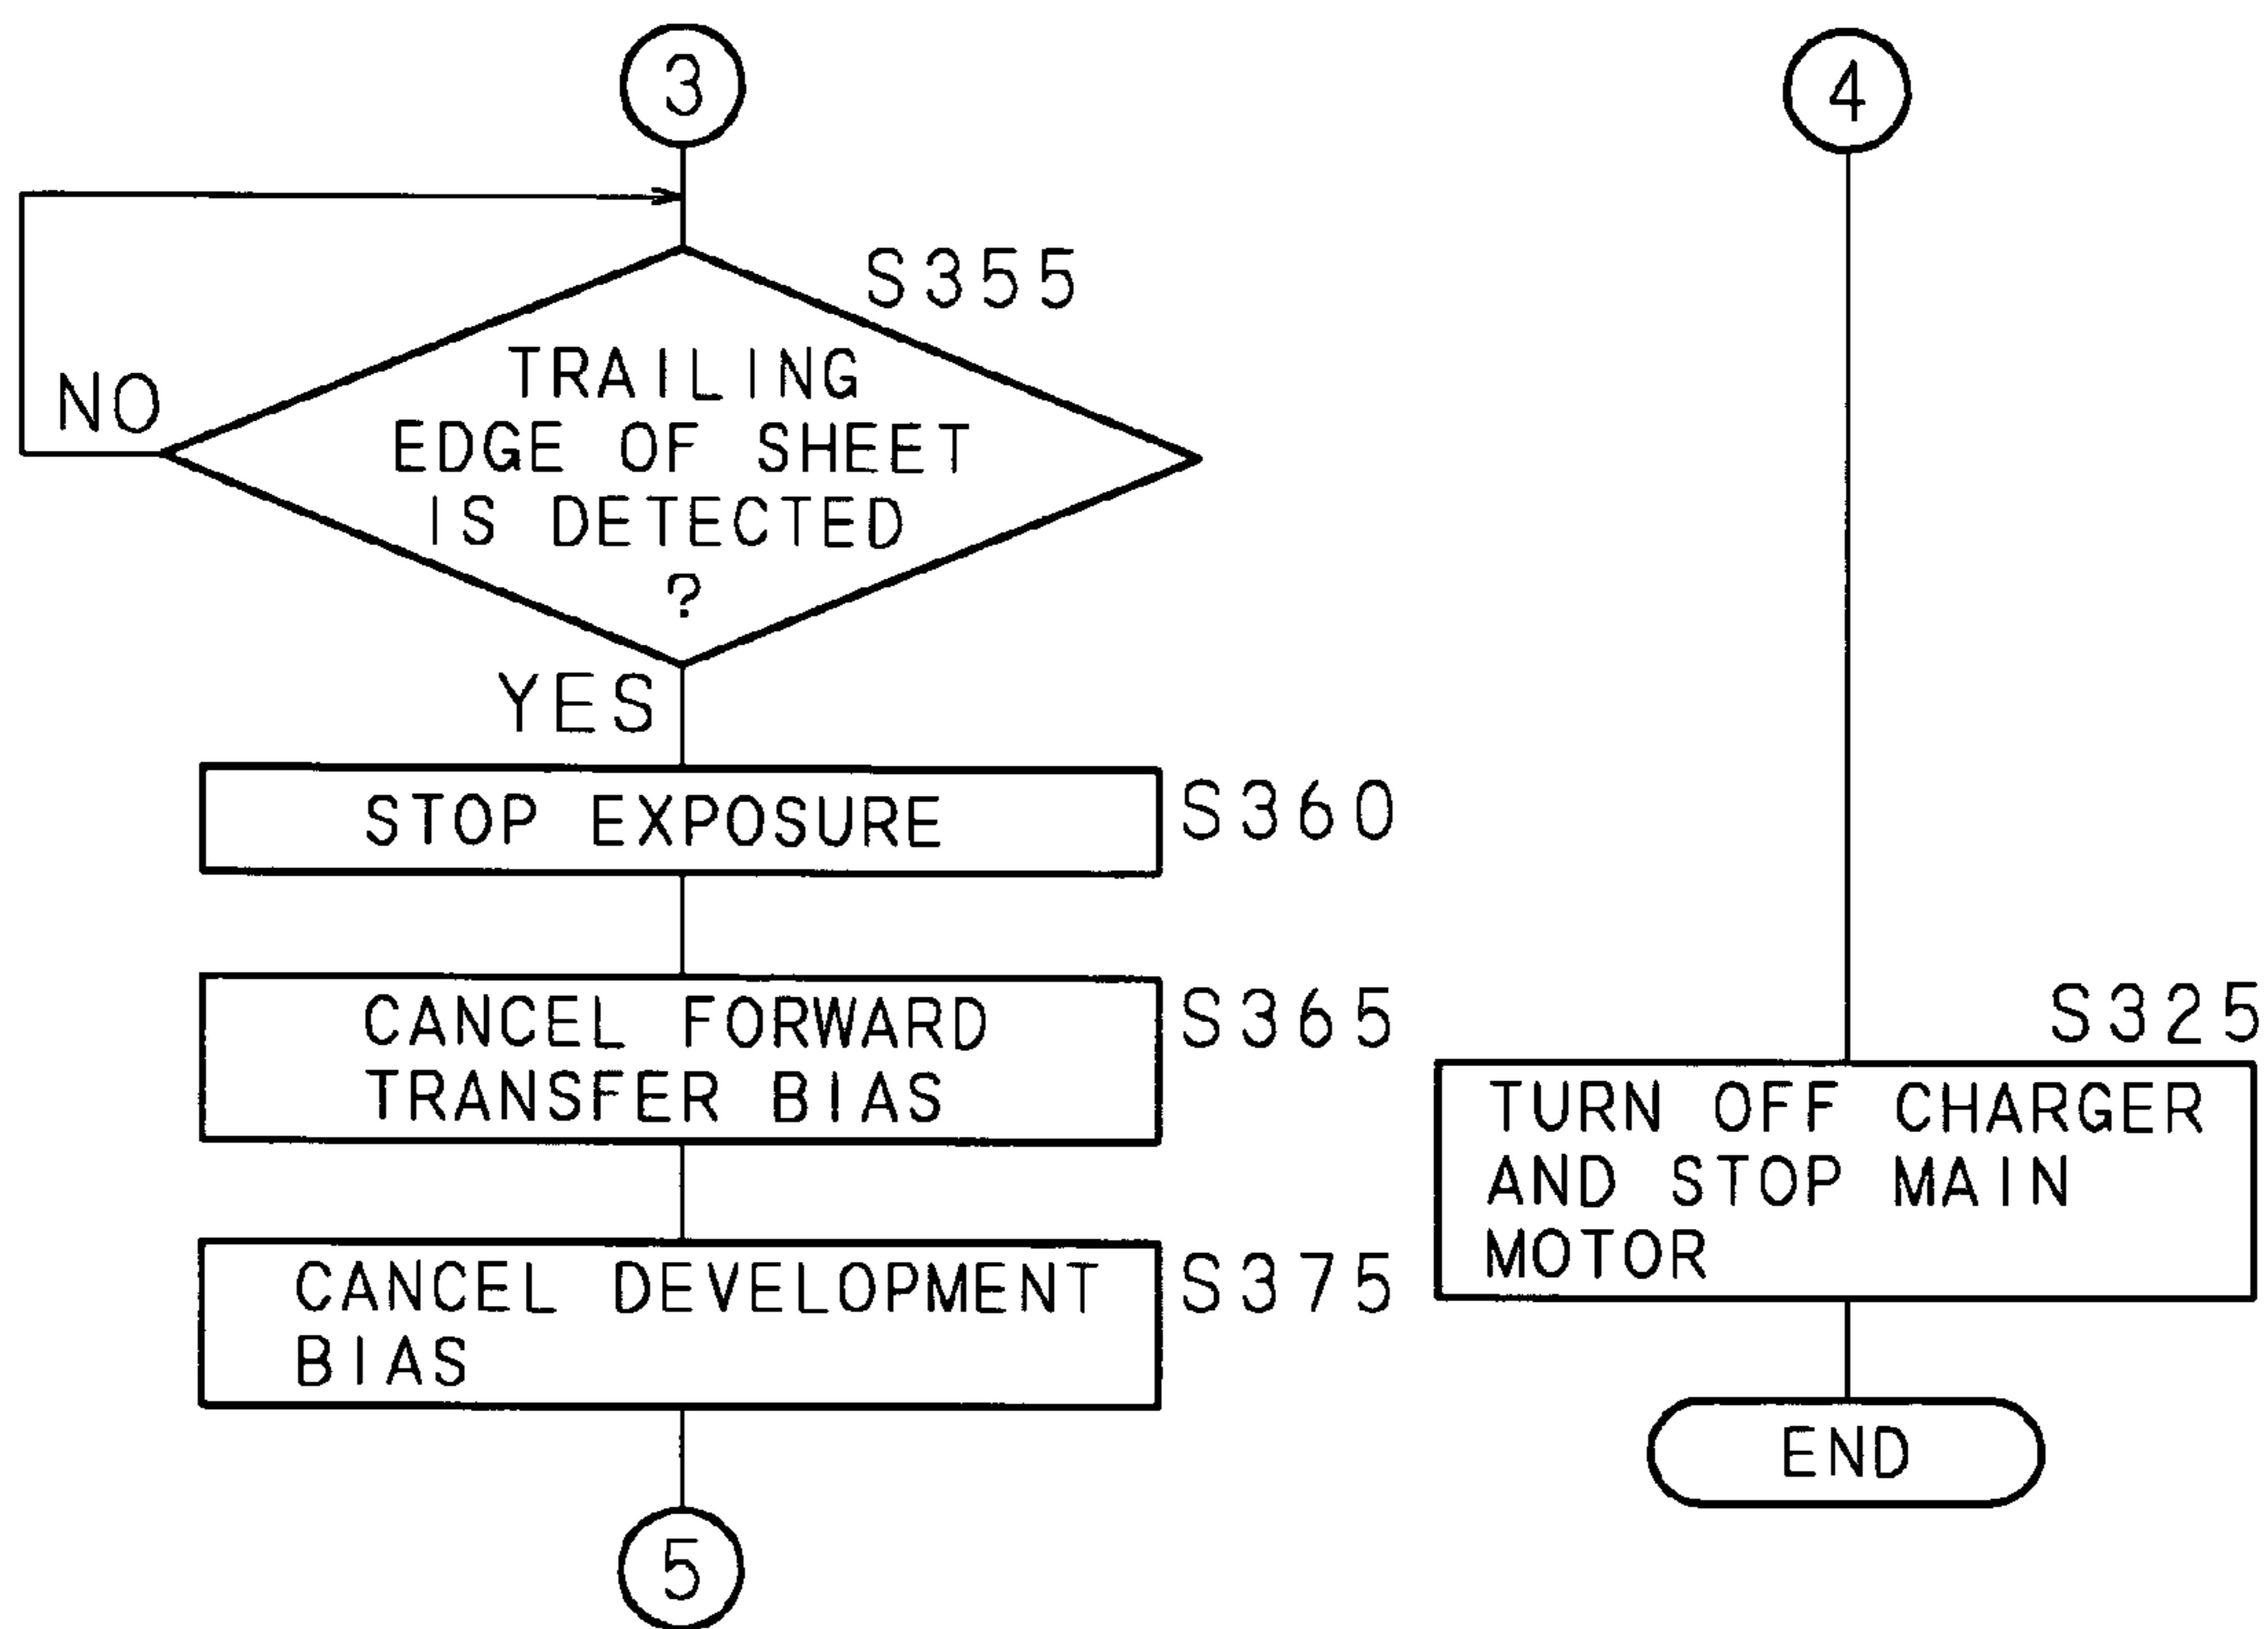 3
S355
NO
TRAILING
EDGE OF SHEET
IS DETECTED
?
YES
STOP EXPOSURE
S360
CANCEL FORWARD
TRANSFER BIAS
S365
CANCEL DEVELOPMENT
BIAS
S375
5
4
S325
TURN OFF CHARGER
AND STOP MAIN
MOTOR
END